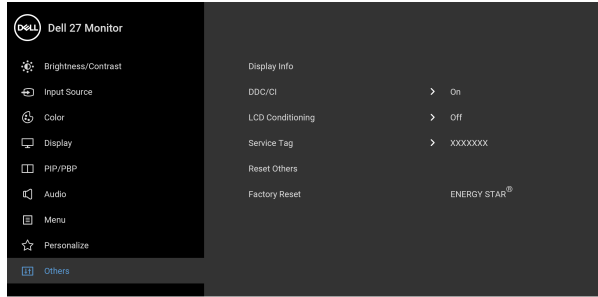 DELL Dell 27 Monitor
Brightness/Contrast
Display Info
Input Source
DDC/CI > On
Color
LCD Conditioning > Off
Display
Service Tag > XXXXXXX
PIP/PBP
Reset Others
Audio
Factory Reset ENERGY STAR®
Menu
Personalize
Others